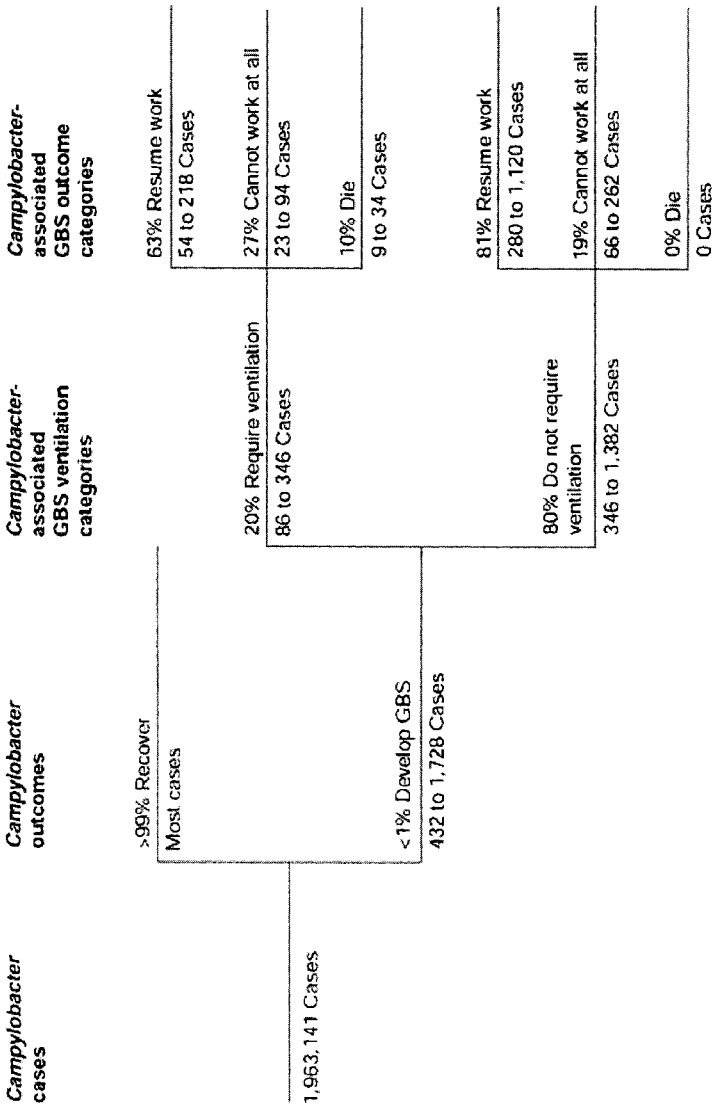 Campylobacter
cases
Campylobacter
outcomes
Campylobacter-
associated
GBS ventilation
categories
Campylobacter-
associated
GBS outcome
categories
1,963,141 Cases
>99% Recover
Most cases
<1% Develop GBS
432 to 1,728 Cases
20% Require ventilation
86 to 346 Cases
80% Do not require
ventilation
346 to 1,382 Cases
63% Resume work
54 to 218 Cases
27% Cannot work at all
23 to 94 Cases
10% Die
9 to 34 Cases
81% Resume work
280 to 1,120 Cases
19% Cannot work at all
66 to 262 Cases
0% Die
0 Cases